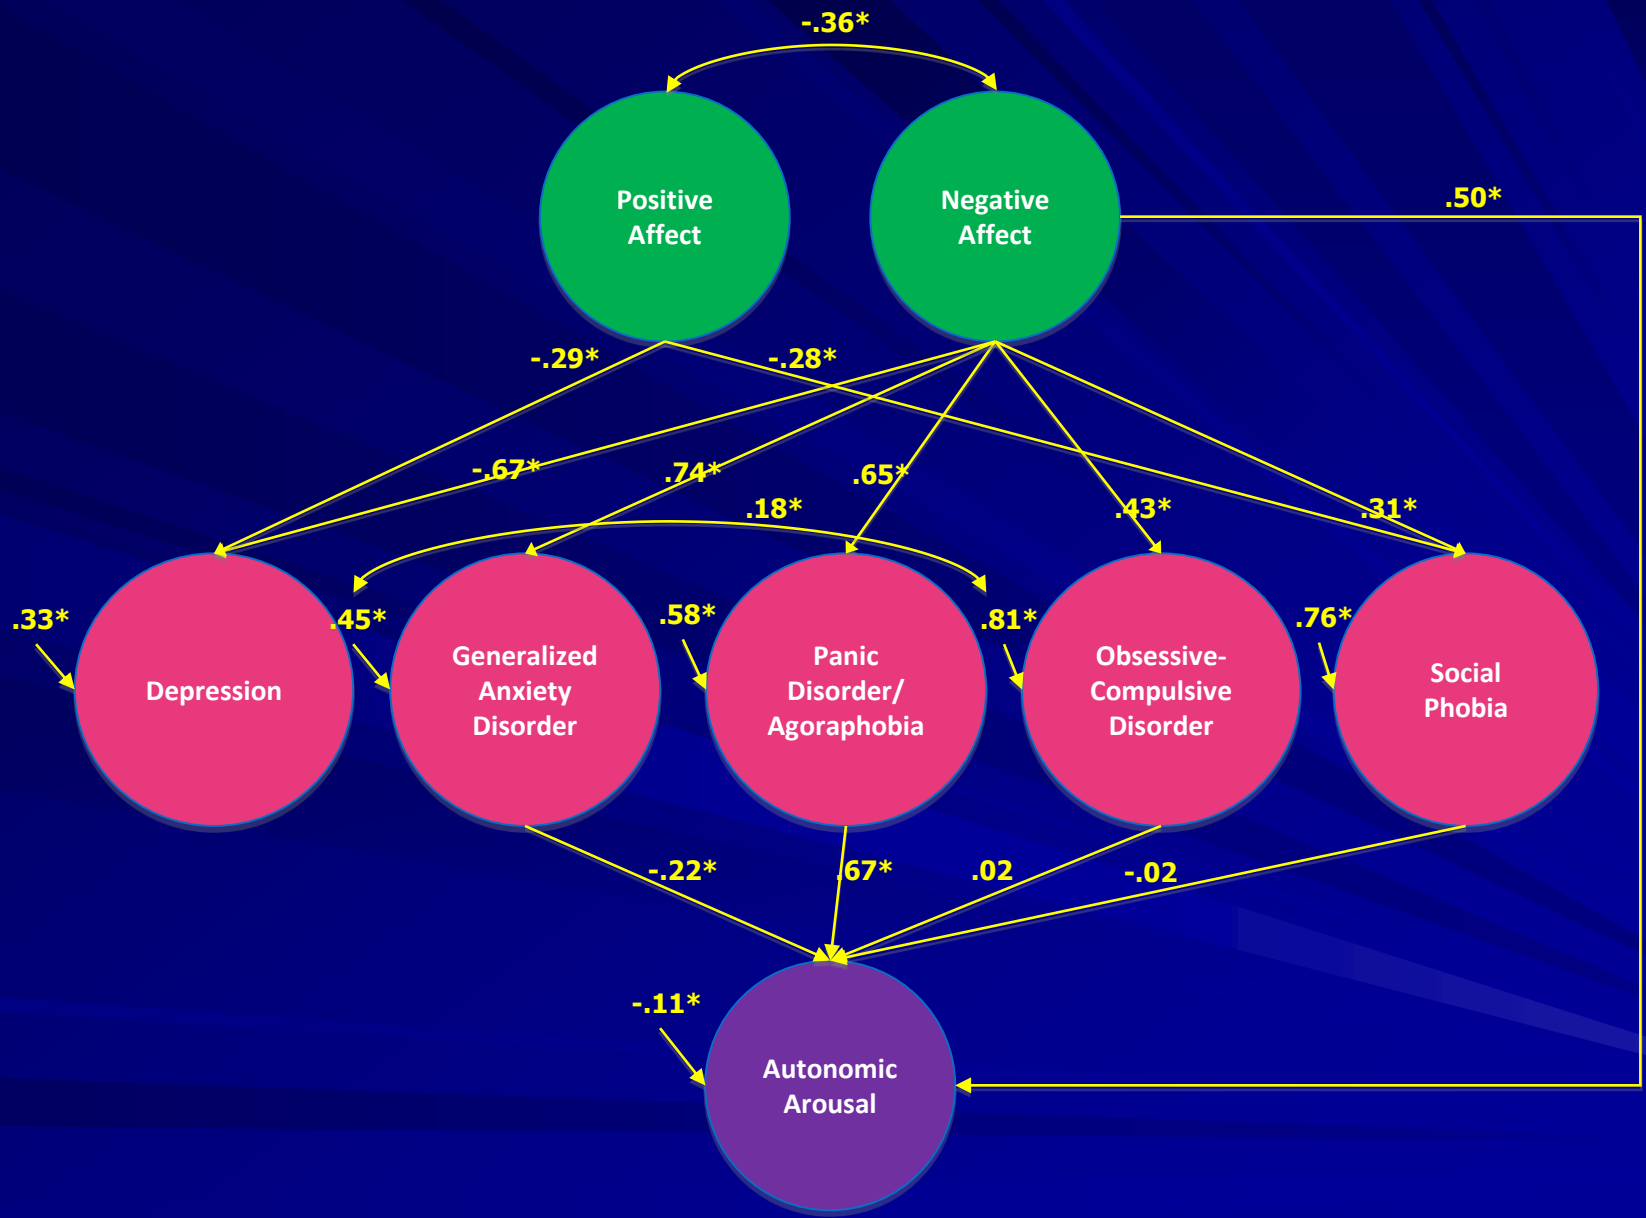 -.36*
Positive
Affect
Negative
Affect
.50*
-.29*
-.28*
-.67*
.74*
.65*
.43*
.31*
.18*
.33*
.45*
.58*
.81*
.76*
Depression
Generalized
Anxiety
Disorder
Panic
Disorder/
Agoraphobia
Obsessive-
Compulsive
Disorder
Social
Phobia
-.22*
.67*
.02
-.02
-.11*
Autonomic
Arousal